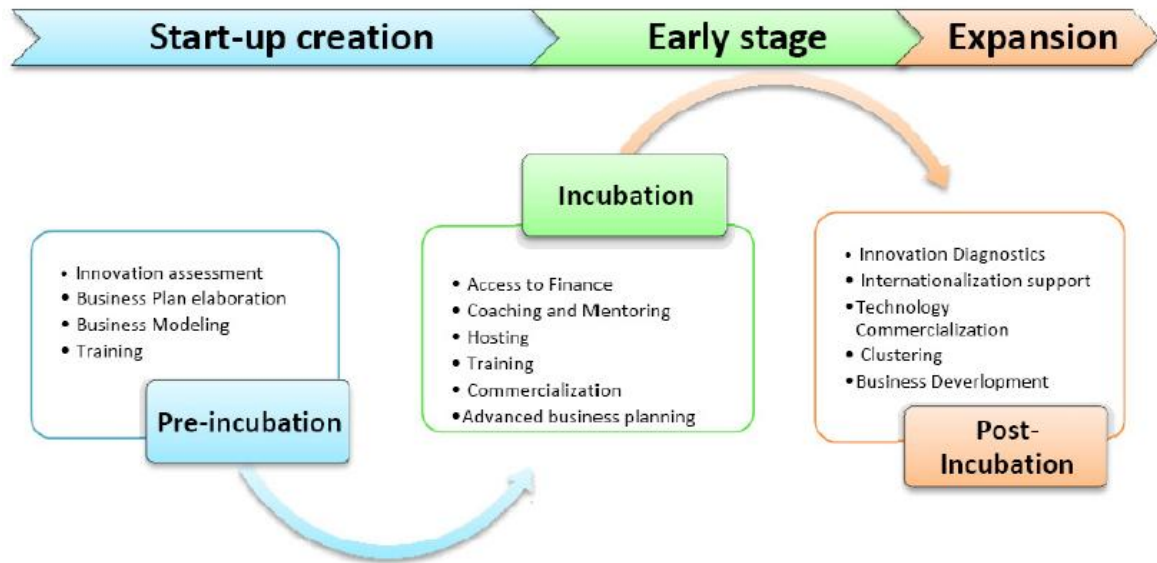 Start-up creation
Early stage
Expansion
• Innovation assessment
• Business Plan elaboration
• Business Modeling
• Training
Pre-incubation
Incubation
• Access to Finance
• Coaching and Mentoring
• Hosting
• Training
• Commercialization
• Advanced business planning
• Innovation Diagnostics
• Internationalization support
• Technology
Commercialization
• Clustering
• Business Deverlopment
Post-
Incubation